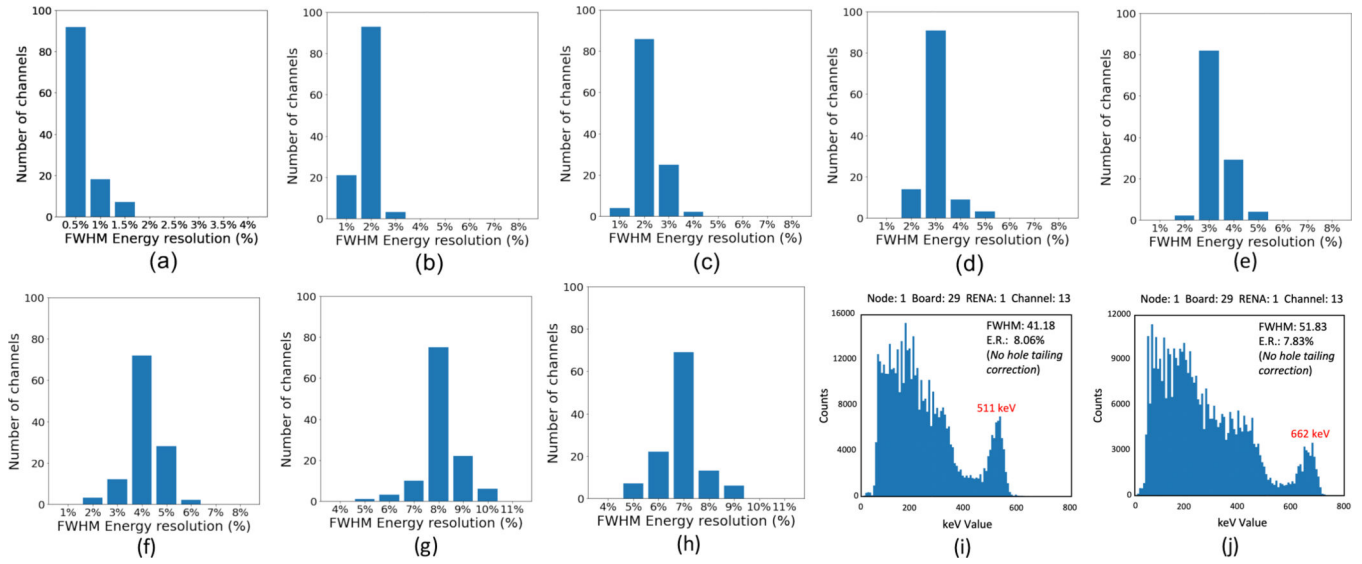 Number of channels
100
80
60
40
20
0
0.5% 1% 1.5% 2% 2.5% 3% 3.5% 4%
FWHM Energy resolution (%)
(a)
Number of channels
100
80
60
40
20
0
1% 2% 3% 4% 5% 6% 7% 8%
FWHM Energy resolution (%)
(b)
Number of channels
100
80
60
40
20
0
1% 2% 3% 4% 5% 6% 7% 8%
FWHM Energy resolution (%)
(c)
Number of channels
100
80
60
40
20
0
1% 2% 3% 4% 5% 6% 7% 8%
FWHM Energy resolution (%)
(d)
Number of channels
100
80
60
40
20
0
1% 2% 3% 4% 5% 6% 7% 8%
FWHM Energy resolution (%)
(e)
Number of channels
100
80
60
40
20
0
1% 2% 3% 4% 5% 6% 7% 8%
FWHM Energy resolution (%)
(f)
Number of channels
100
80
60
40
20
0
4% 5% 6% 7% 8% 9% 10% 11%
FWHM Energy resolution (%)
(g)
Number of channels
100
80
60
40
20
0
4% 5% 6% 7% 8% 9% 10% 11%
FWHM Energy resolution (%)
(h)
Node: 1 Board: 29 RENA: 1 Channel: 13
Counts
16000
12000
8000
4000
0
FWHM: 41.18
E.R.: 8.06%
(No hole tailing
correction)
511 keV
0 200 400 600 800
keV Value
(i)
Node: 1 Board: 29 RENA: 1 Channel: 13
Counts
12000
9000
6000
3000
0
FWHM: 51.83
E.R.: 7.83%
(No hole tailing
correction)
662 keV
0 200 400 600 800
keV Value
(j)